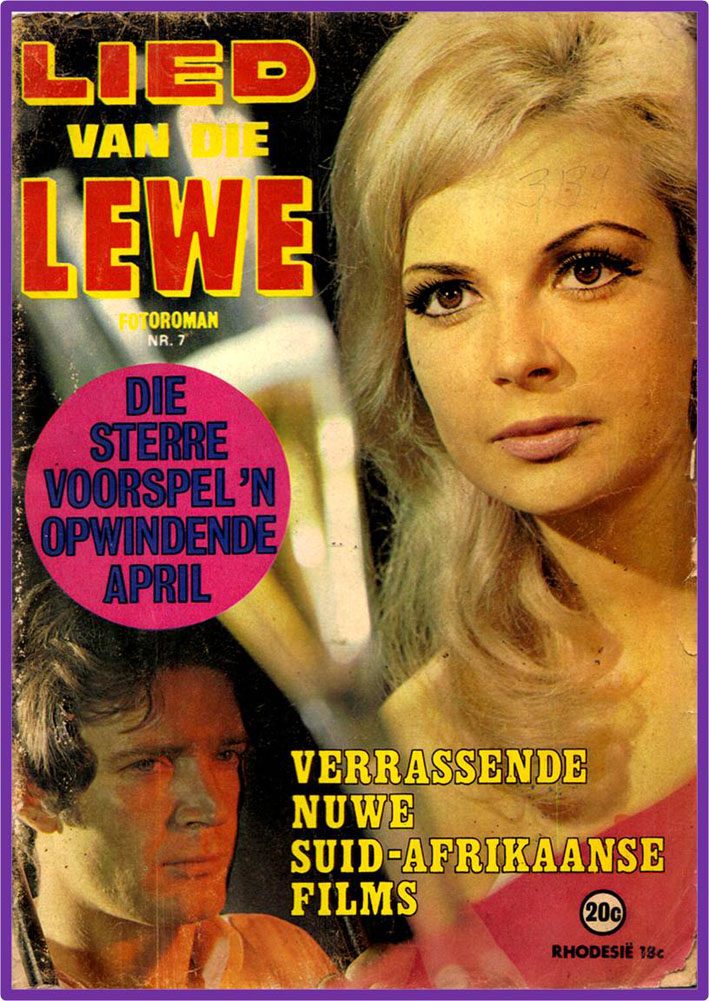 LIED
VAN DIE
LEWE
FOTOROMAN
NR. 7
DIE
STERRE
VOORSPEL 'N
OPWINDENDE
APRIL
VERRASSENDE
NUWE
SUID-AFRIKAANSE
FILMS
20c
RHODESIË 18c